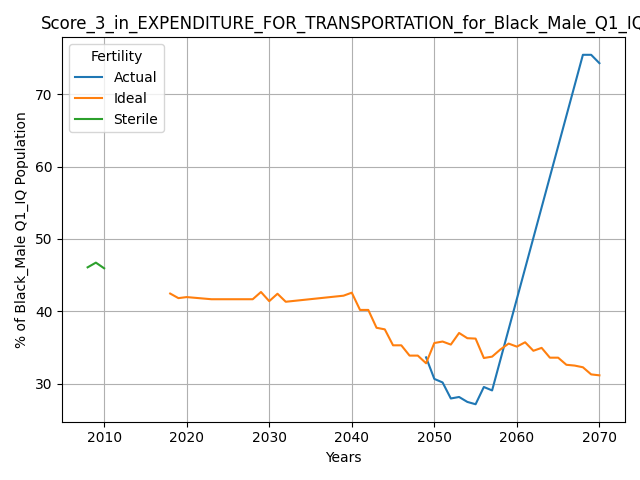 Score_3_in_EXPENDITURE_FOR_TRANSPORTATION_for_Black_Male_Q1_IQ
Fertility
Actual
Ideal
Sterile
% of Black_Male Q1_IQ Population
70
60
50
40
30
2010 2020 2030 2040 2050 2060 2070
Years